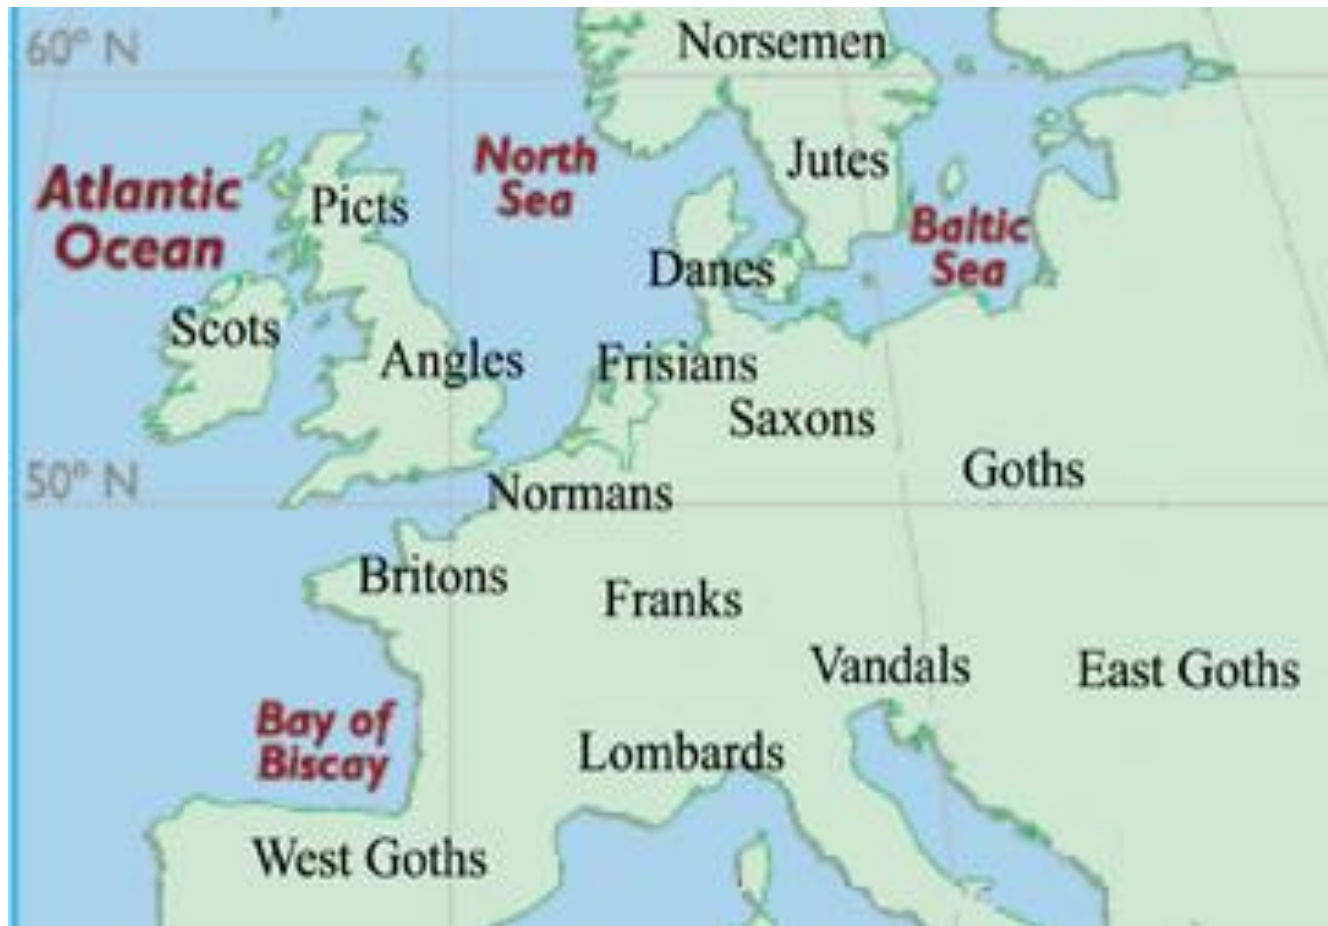 60° N
Norsemen
North
Sea
Jutes
Atlantic
Ocean
Picts
Baltic
Sea
Danes
Scots
Angles
Frisians
Saxons
50° N
Goths
Normans
Britons
Franks
Vandals
East Goths
Bay of
Biscay
Lombards
West Goths